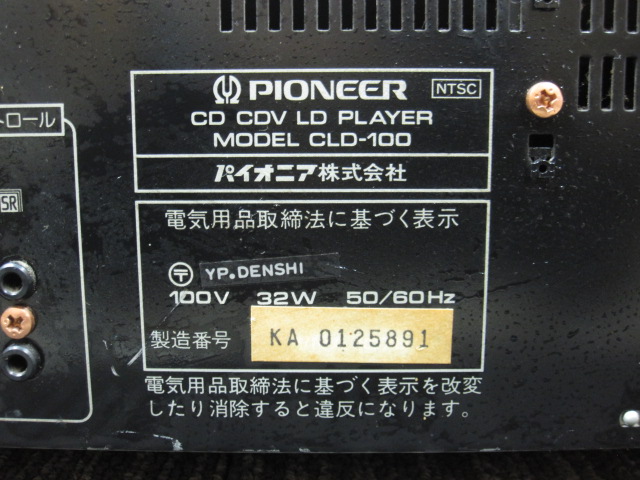 PIONEER NTSC
CD CDV LD PLAYER
MODEL CLD-100
パイオニア株式会社
トロール
SR
電気用品取締法に基づく表示
〒 YP.DENSHI
100V 32W 50/60Hz
製造番号 KA 0125891
電気用品取締法に基づく表示を改変
したり消除すると違反になります。